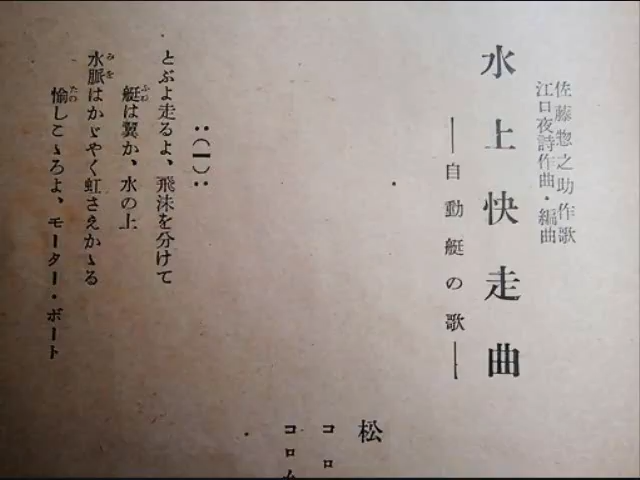 佐藤惣之助作歌
江口夜詩作曲・編曲
水上快走曲
―自動艇の歌―
松
コロ
コロム
:(一):
とぶよ走るよ、飛沫を分けて
艇は翼か、水の上
水脈はかゞやく虹さえかゝる
愉しこゝろよ、モーター・ボート